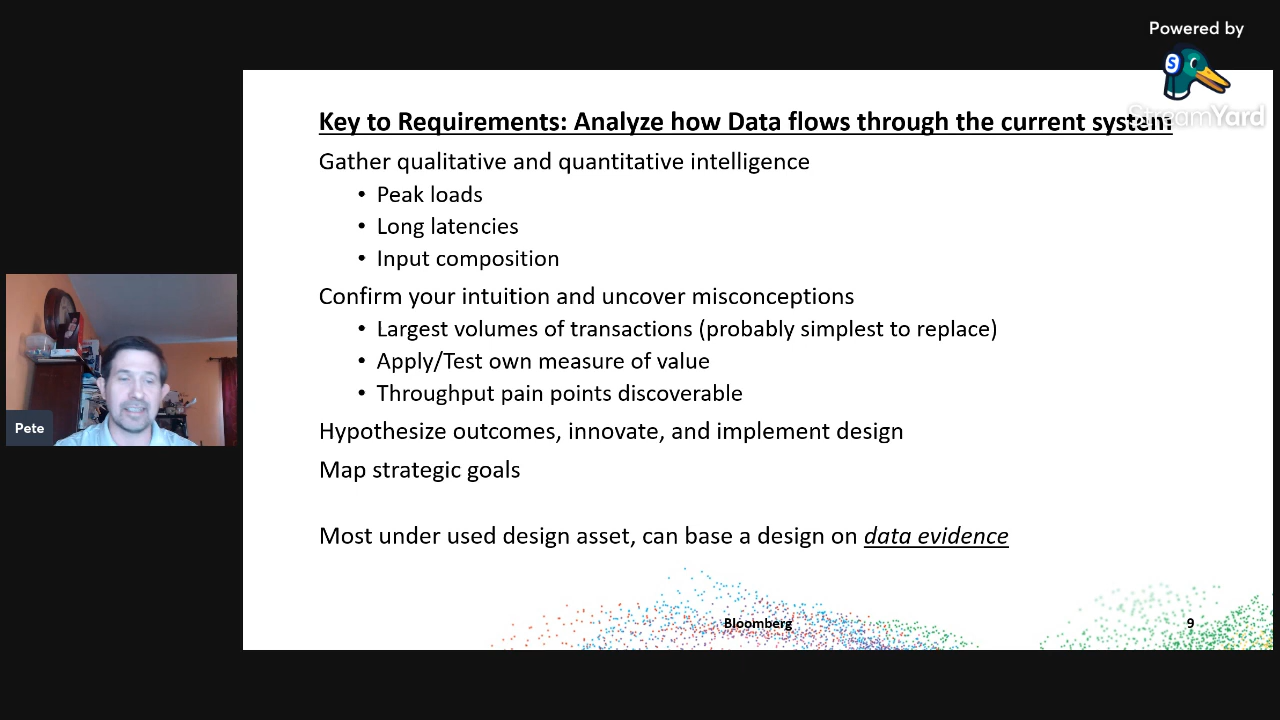 Powered by
S
StreamYard
Key to Requirements: Analyze how Data flows through the current system:
Gather qualitative and quantitative intelligence
• Peak loads
• Long latencies
• Input composition
Confirm your intuition and uncover misconceptions
• Largest volumes of transactions (probably simplest to replace)
• Apply/Test own measure of value
• Throughput pain points discoverable
Hypothesize outcomes, innovate, and implement design
Map strategic goals
Most under used design asset, can base a design on data evidence
Pete
Bloomberg
9